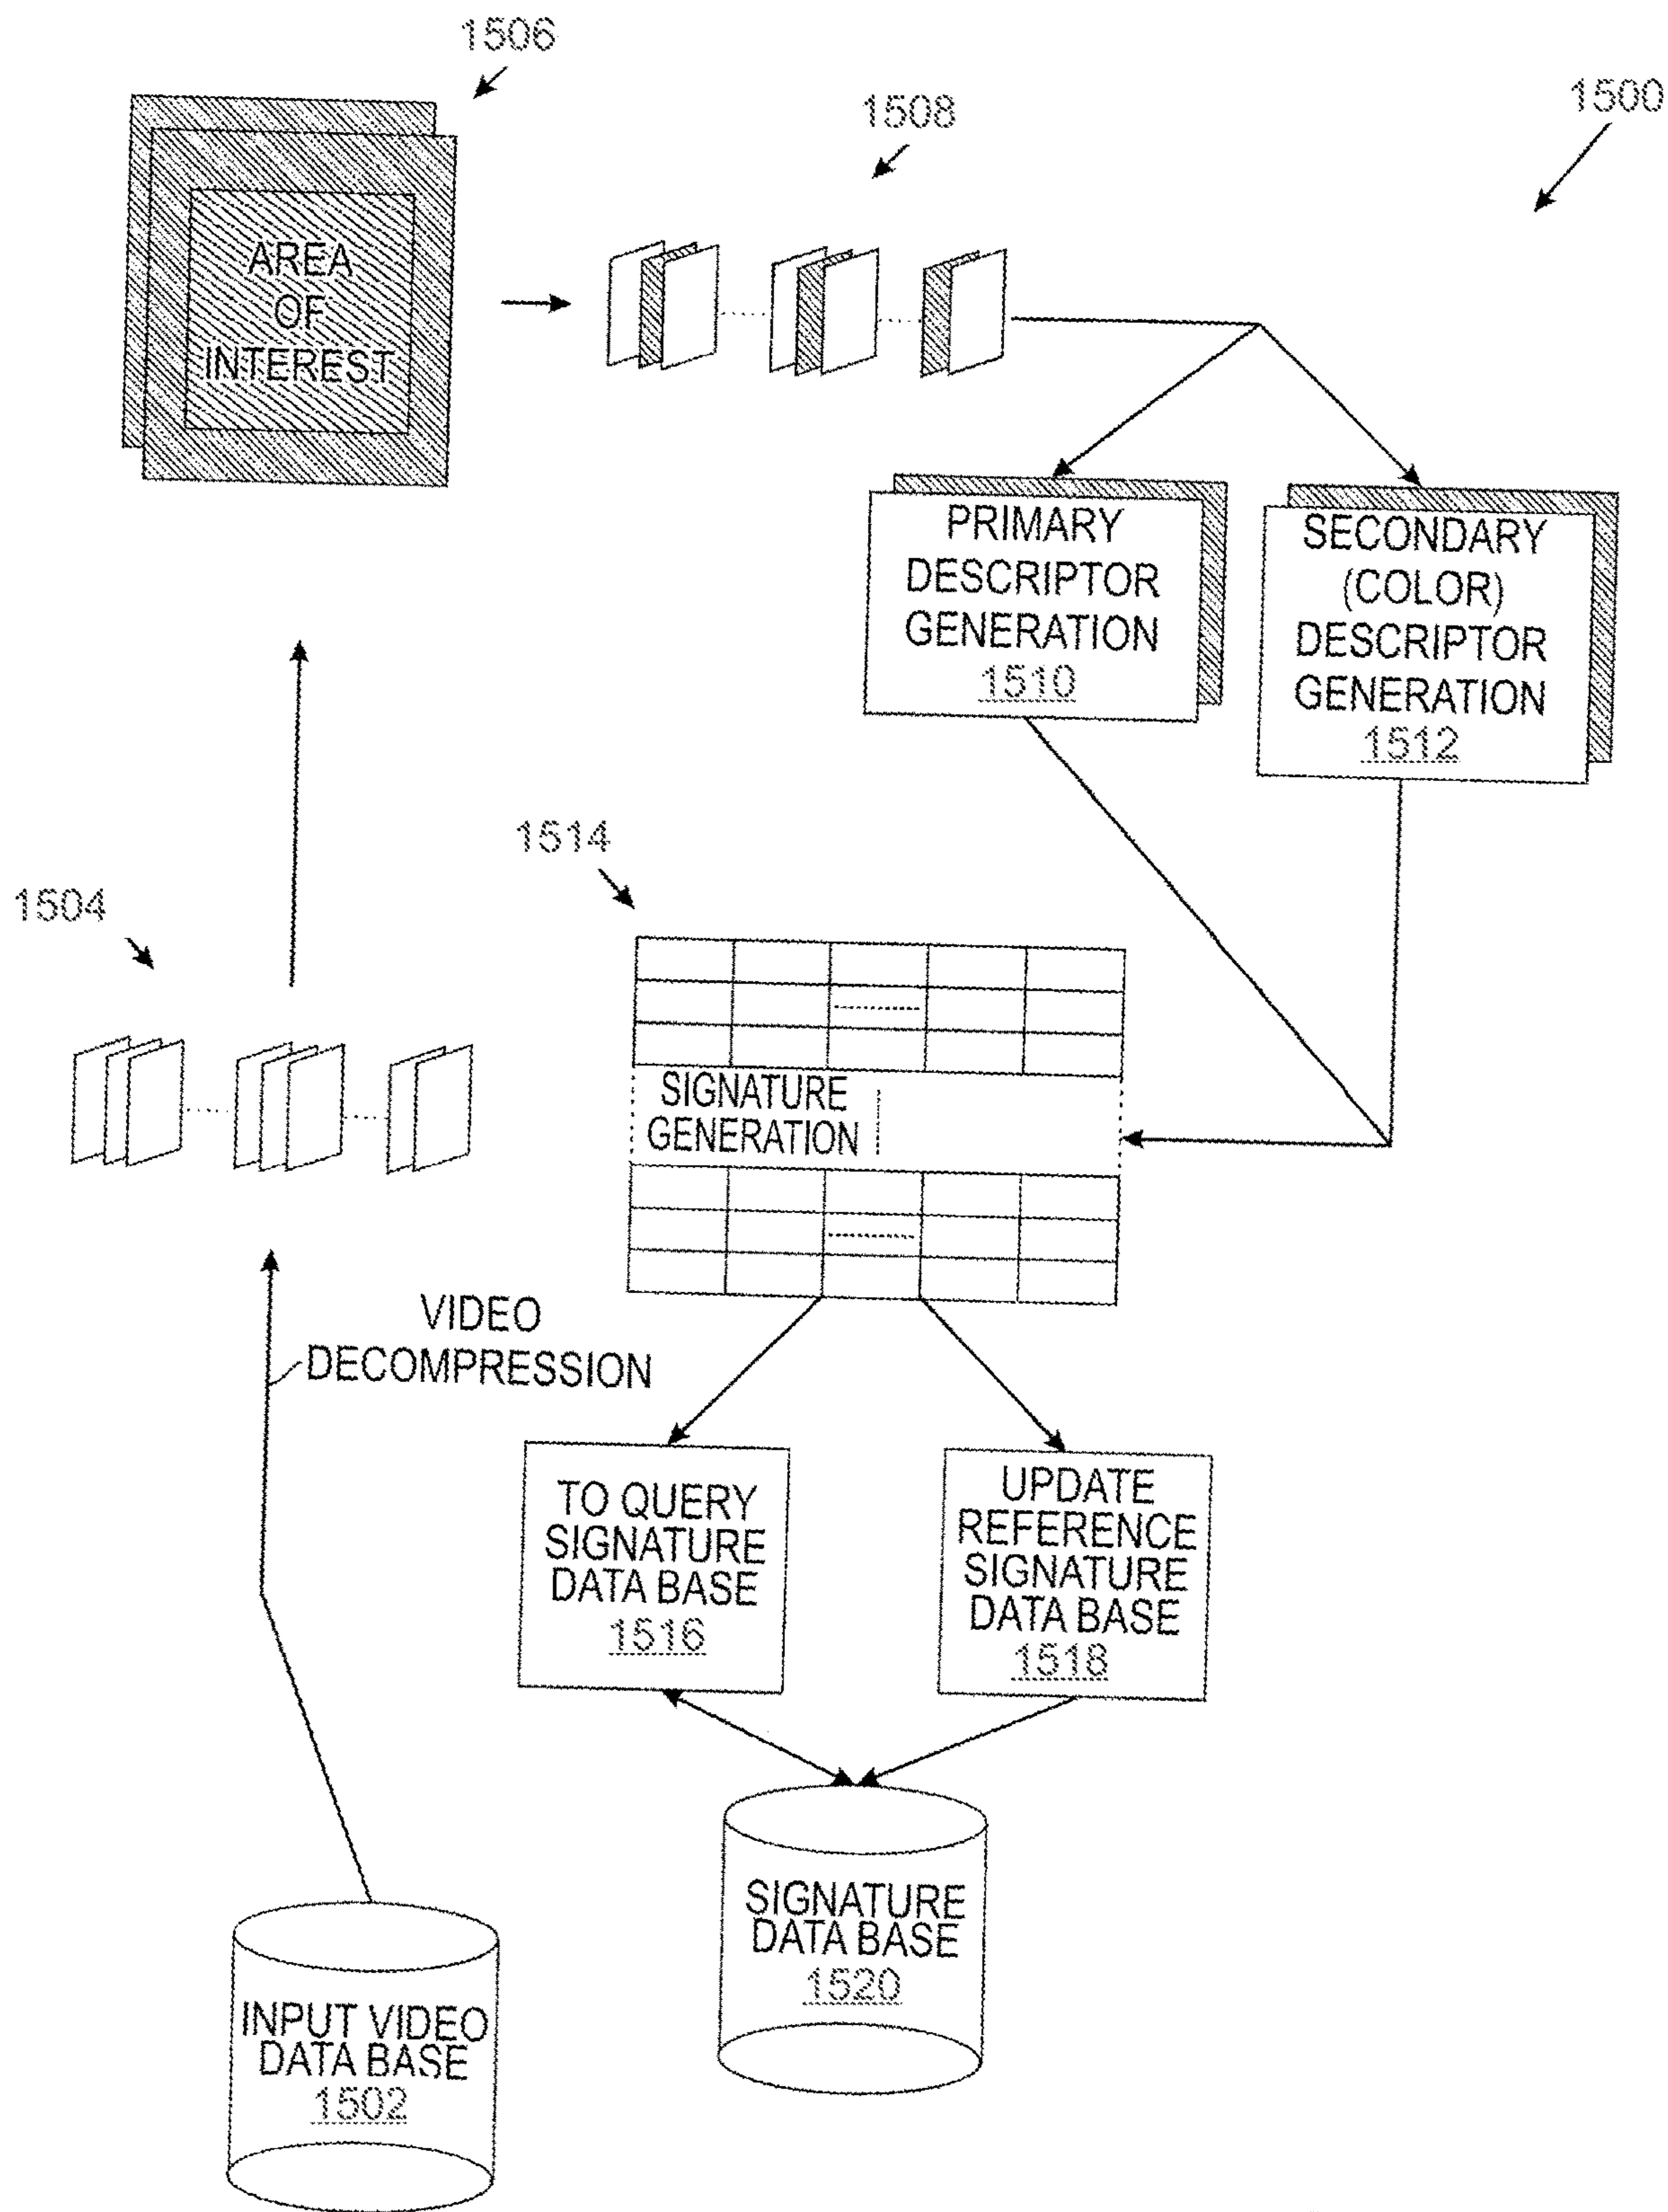 1506
1508
1500
AREA
OF
INTEREST
PRIMARY
DESCRIPTOR
GENERATION
1510
SECONDARY
(COLOR)
DESCRIPTOR
GENERATION
1512
1514
1504
SIGNATURE
GENERATION
VIDEO
DECOMPRESSION
TO QUERY
SIGNATURE
DATA BASE
1516
UPDATE
REFERENCE
SIGNATURE
DATA BASE
1518
SIGNATURE
DATA BASE
1520
INPUT VIDEO
DATA BASE
1502